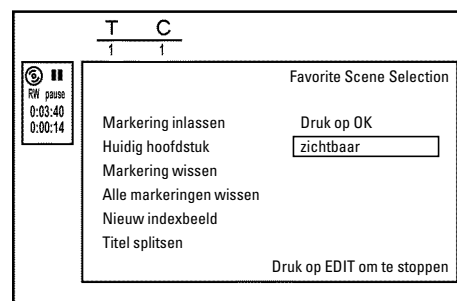 T C
1 1
RW pause
0:03:40
0:00:14
Favorite Scene Selection
Markering inlassen Druk op OK
Huidig hoofdstuk zichtbaar
Markering wissen
Alle markeringen wissen
Nieuw indexbeeld
Titel splitsen
Druk op EDIT om te stoppen